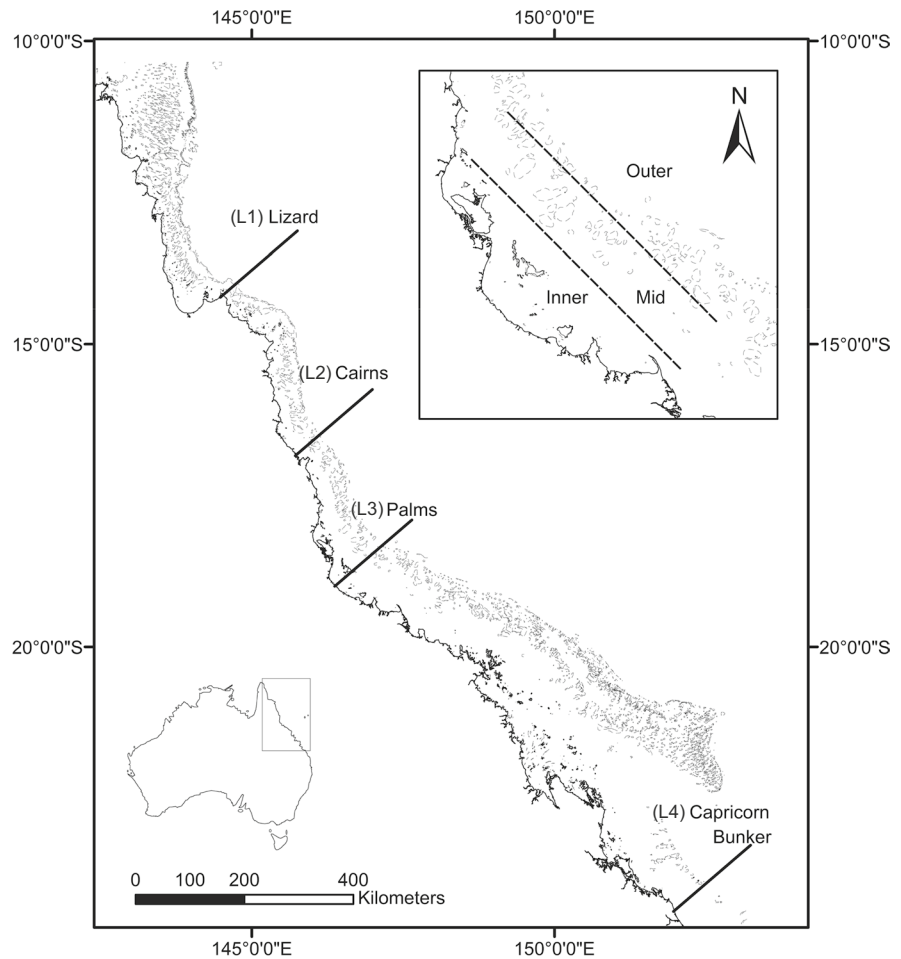 145°0'0"E 150°0'0"E
10°0'0"S 10°0'0"S
N
Outer
(L1) Lizard
Inner Mid
15°0'0"S 15°0'0"S
(L2) Cairns
(L3) Palms
20°0'0"S 20°0'0"S
(L4) Capricorn
Bunker
0 100 200 400
Kilometers
145°0'0"E 150°0'0"E